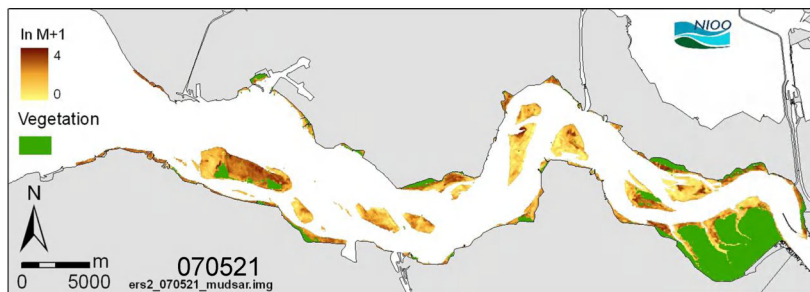 ln M+1
4
0
Vegetation
N
0
5000
m
070521
ers2_070521_mudsar.img
NIOO